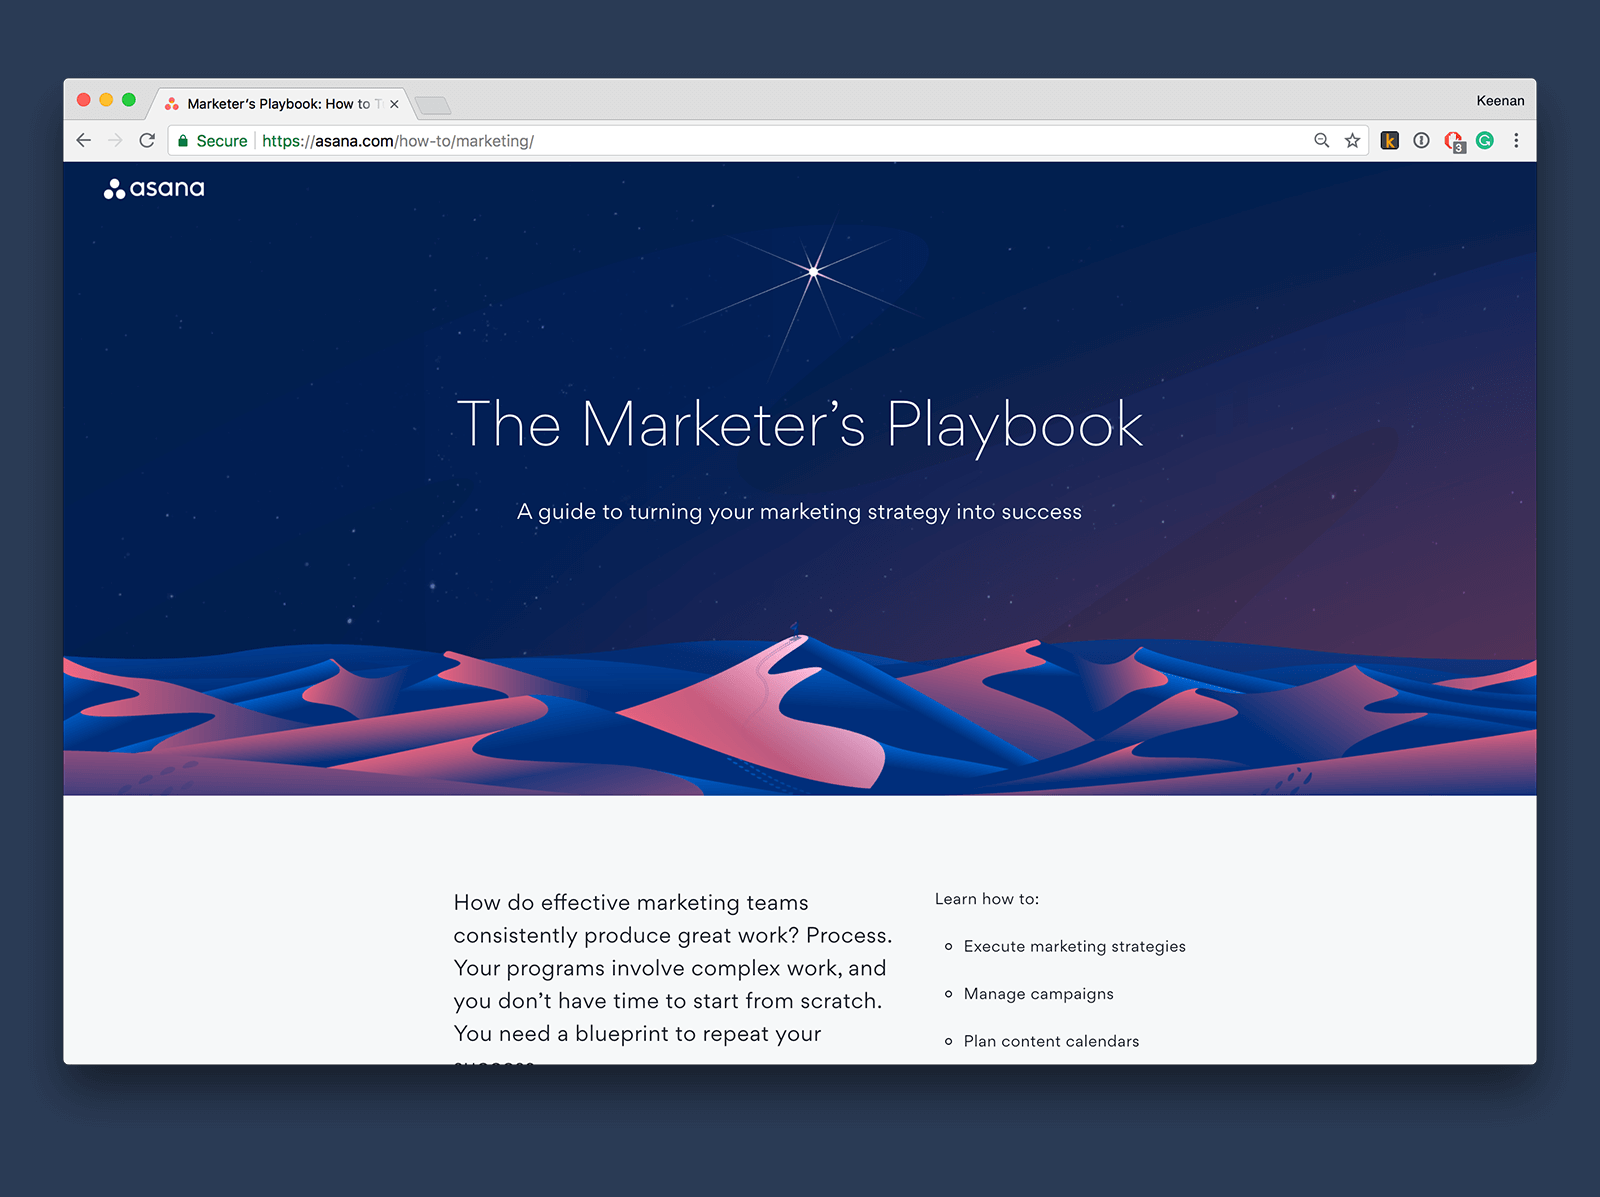 Marketer's Playbook: How to T
Keenan
Secure https://asana.com/how-to/marketing/
k
3
asana
The Marketer's Playbook
A guide to turning your marketing strategy into success
How do effective marketing teams
consistently produce great work? Process.
Your programs involve complex work, and
you don't have time to start from scratch.
You need a blueprint to repeat your
Learn how to:
Execute marketing strategies
Manage campaigns
Plan content calendars